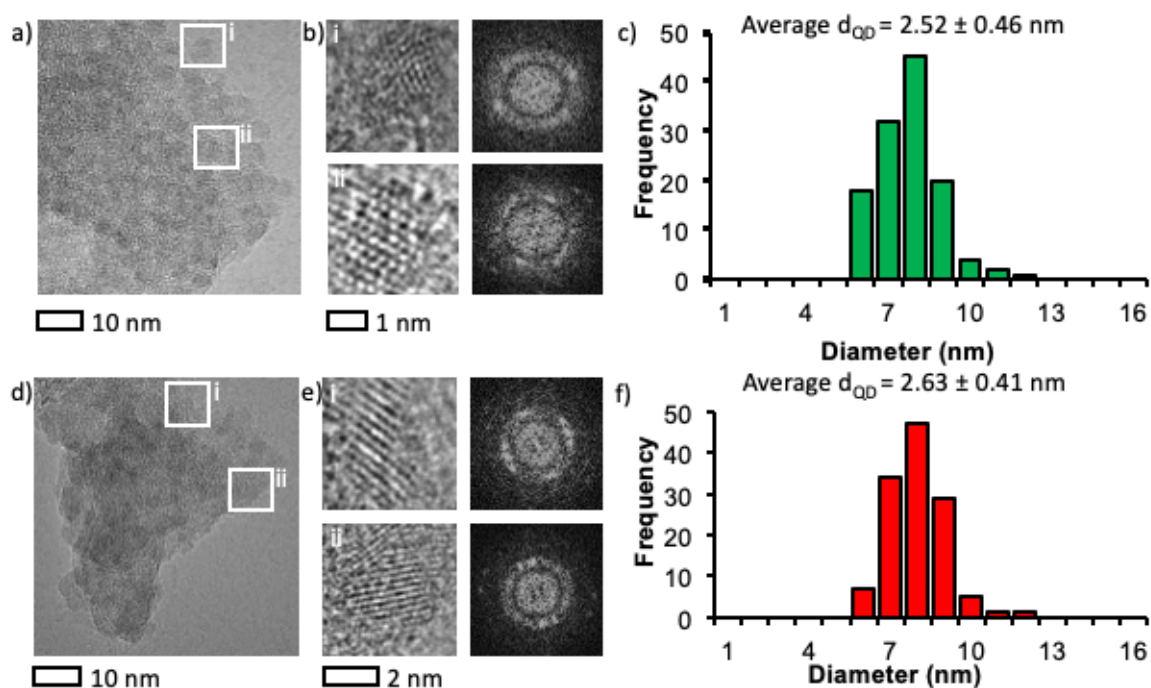 a)
i
ii
10 nm
b)
i
ii
1 nm
c)
Average dQD = 2.52 ± 0.46 nm
Frequency
50
40
30
20
10
0
1 4 7 10 13 16
Diameter (nm)
d)
i
ii
10 nm
e)
i
ii
2 nm
f)
Average dQD = 2.63 ± 0.41 nm
Frequency
50
40
30
20
10
0
1 4 7 10 13 16
Diameter (nm)